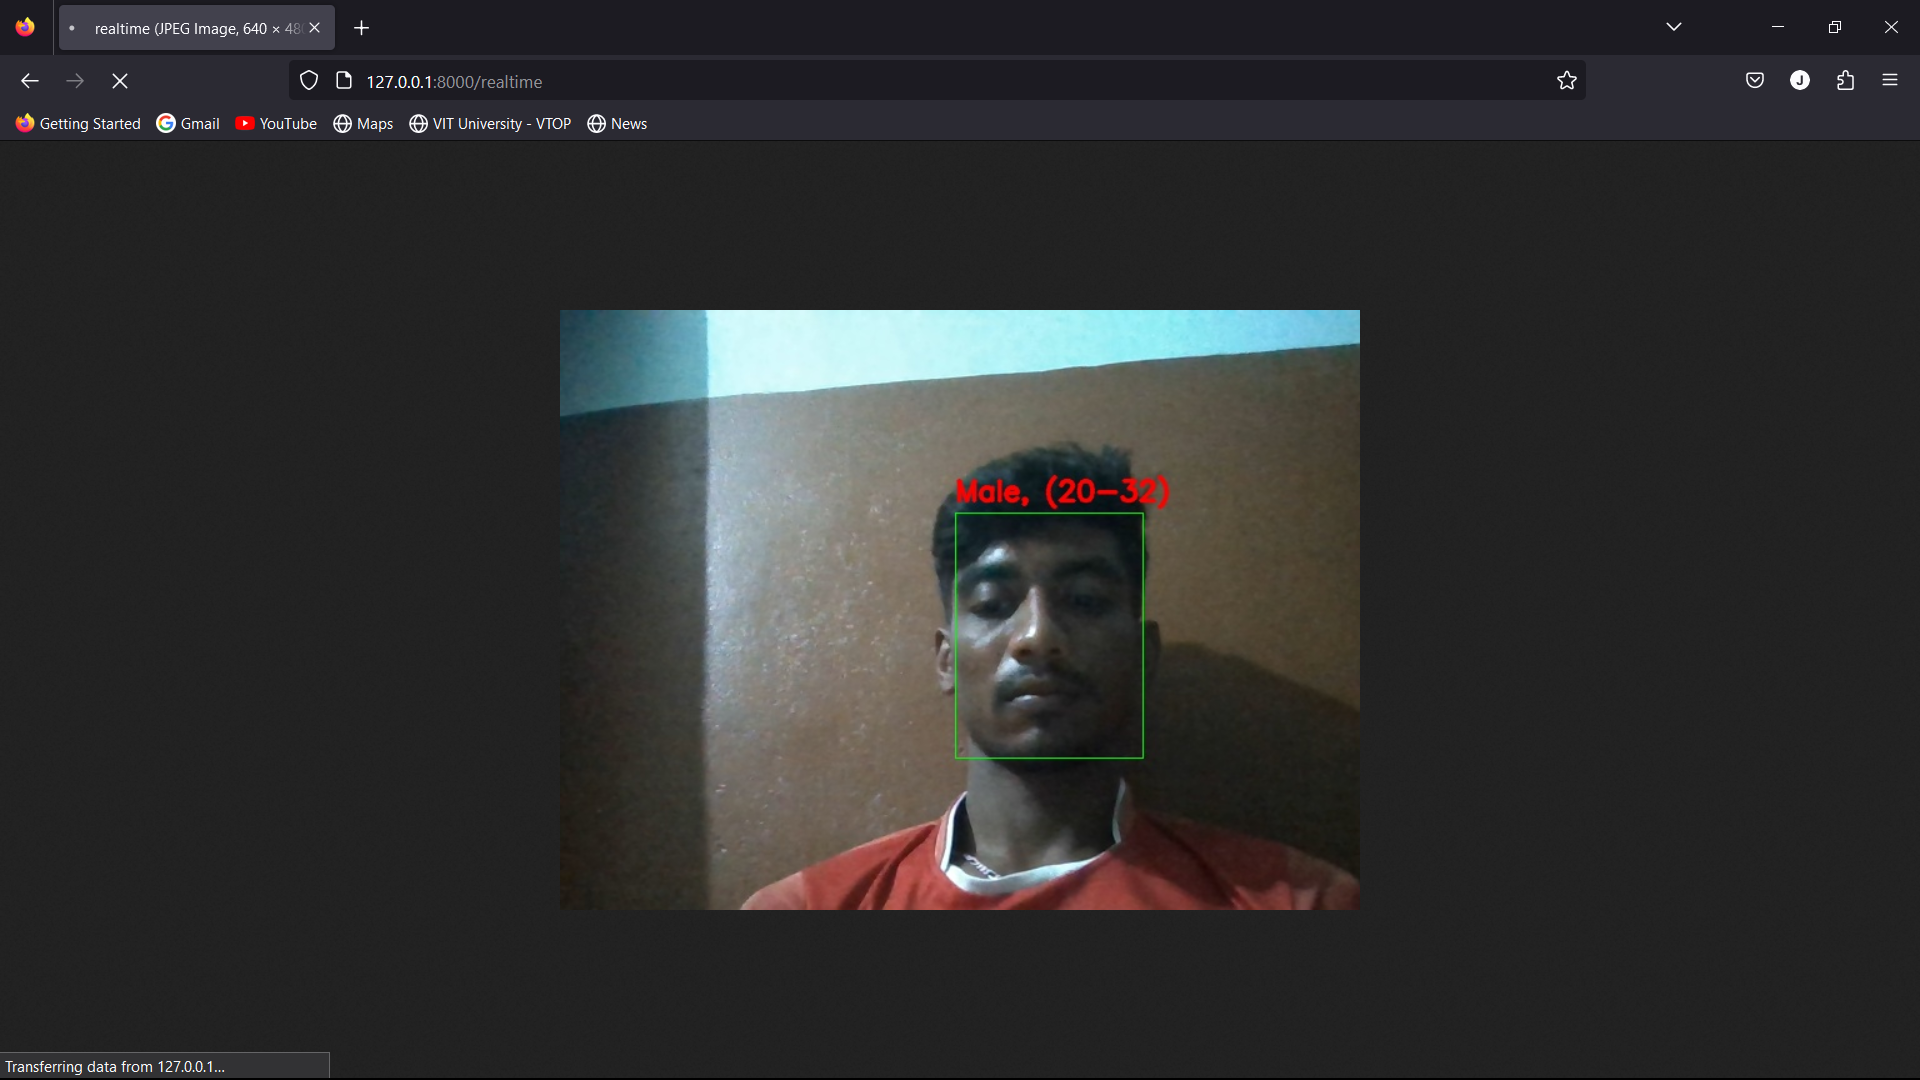 realtime (JPEG Image, 640 × 48
127.0.0.1:8000/realtime
J
Getting Started
Gmail
YouTube
Maps
VIT University - VTOP
News
Male, (20-32)
Transferring data from 127.0.0.1...